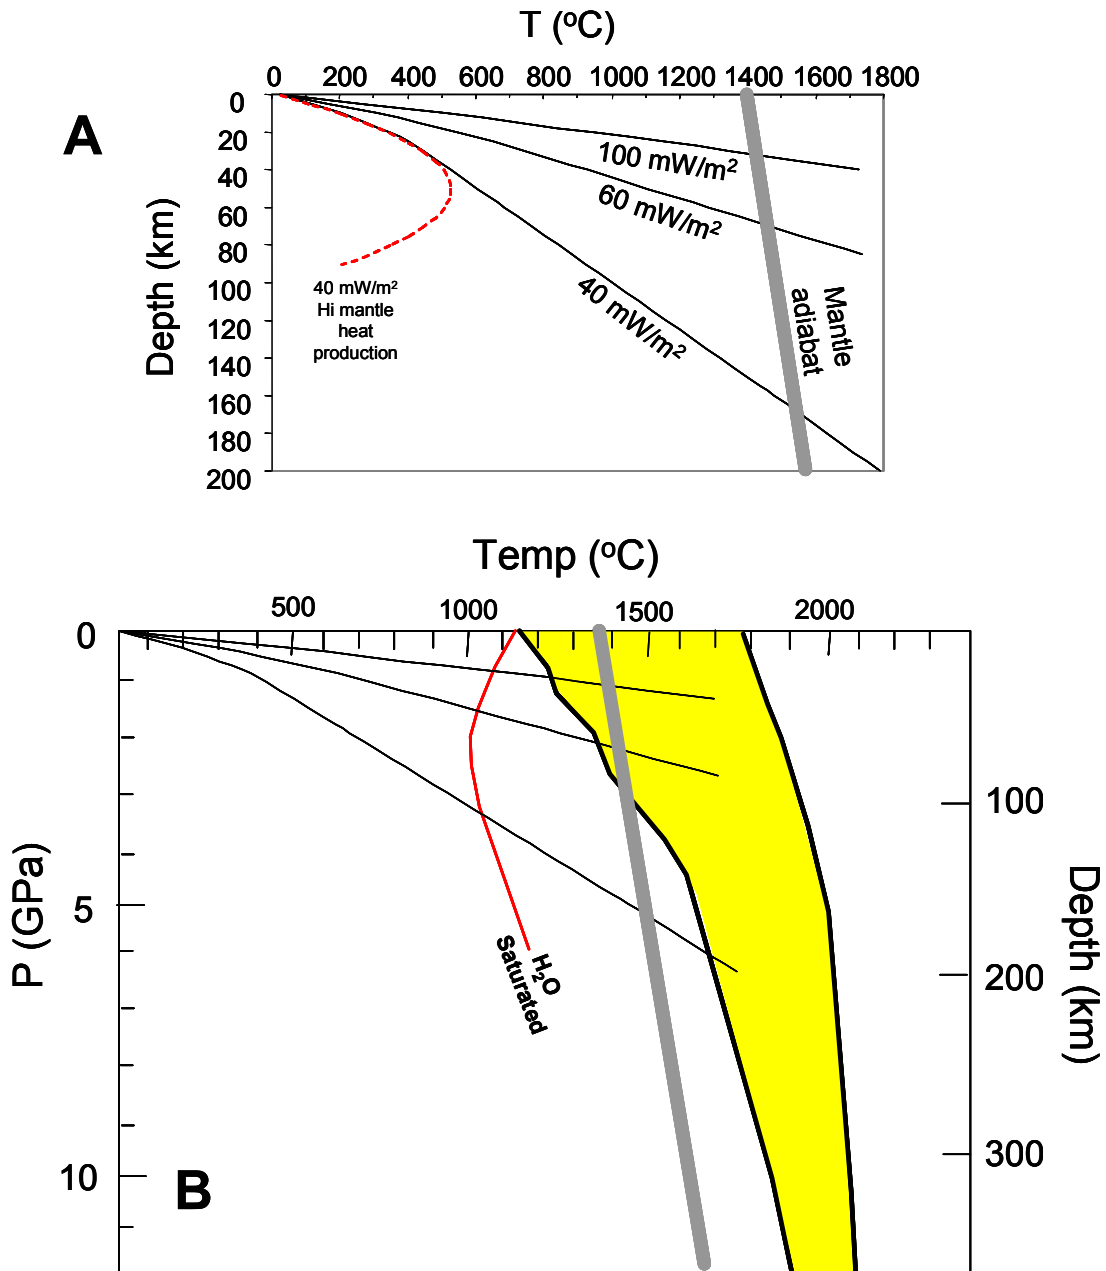 T (ºC)
0 200 400 600 800 1000 1200 1400 1600 1800
A
Depth (km)
0
20
40
60
80
100
120
140
160
180
200
100 mW/m²
60 mW/m²
40 mW/m²
40 mW/m²
Hi mantle
heat
production
Mantle
adiabat
Temp (ºC)
500 1000 1500 2000
P (GPa)
0
5
10
H₂O
Saturated
100
200
300
Depth (km)
B